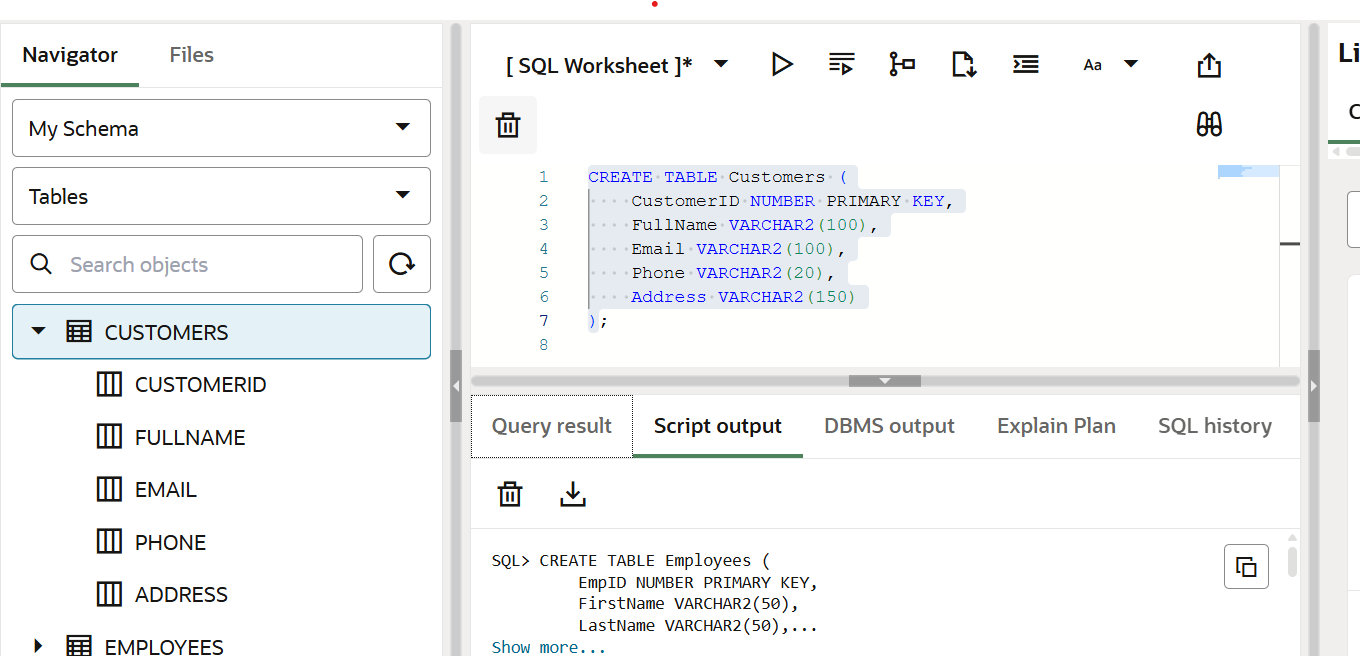 Navigator
Files
My Schema
Tables
Search objects
CUSTOMERS
CUSTOMERID
FULLNAME
EMAIL
PHONE
ADDRESS
EMPLOYEES
[ SQL Worksheet ]*
Aa
1 CREATE TABLE Customers (
2     CustomerID NUMBER PRIMARY KEY,
3     FullName VARCHAR2(100),
4     Email VARCHAR2(100),
5     Phone VARCHAR2(20),
6     Address VARCHAR2(150)
7 );
8
Query result
Script output
DBMS output
Explain Plan
SQL history
SQL> CREATE TABLE Employees (
EmpID NUMBER PRIMARY KEY,
FirstName VARCHAR2(50),
LastName VARCHAR2(50),...
Show more...